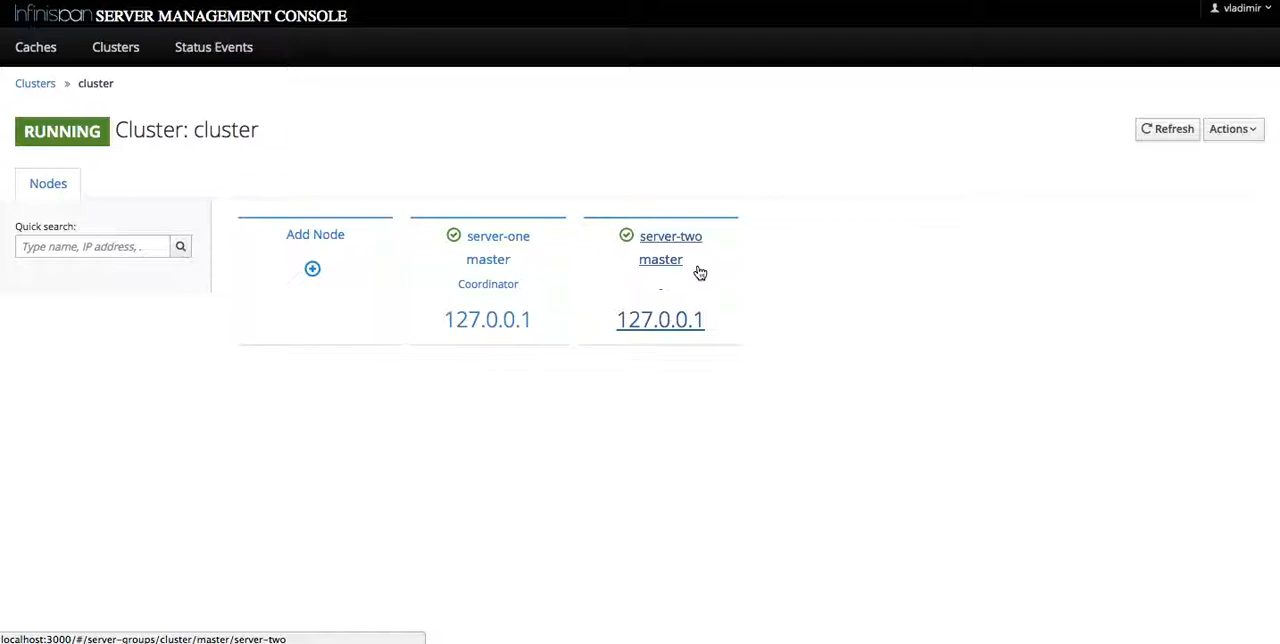 Infinispan SERVER MANAGEMENT CONSOLE
vladimir
Caches Clusters Status Events
Clusters » cluster
RUNNING Cluster: cluster
Refresh Actions
Nodes
Quick search:
Type name, IP address, .
Add Node
server-one
master
Coordinator
127.0.0.1
server-two
master
-
127.0.0.1
localhost:3000/#/server-groups/cluster/master/server-two